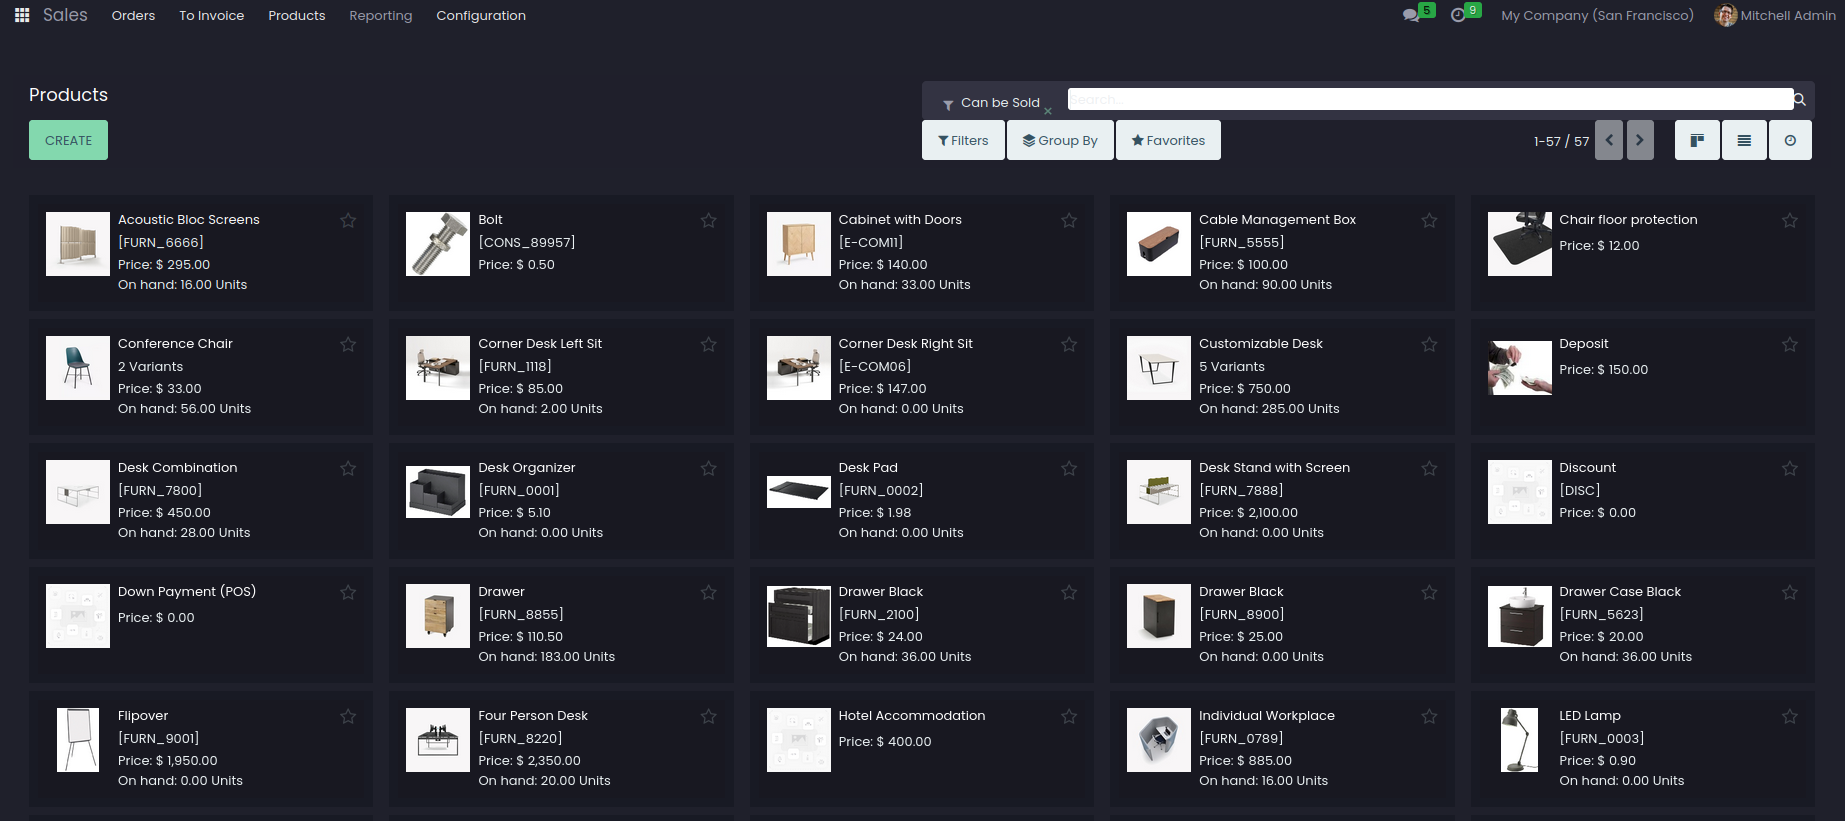 Sales Orders To Invoice Products Reporting Configuration 5 9 My Company (San Francisco) Mitchell Admin
Products
Can be Sold × Search...
CREATE
Filters Group By Favorites 1-57 / 57
Acoustic Bloc Screens
[FURN_6666]
Price: $ 295.00
On hand: 16.00 Units
Bolt
[CONS_89957]
Price: $ 0.50
Cabinet with Doors
[E-COM11]
Price: $ 140.00
On hand: 33.00 Units
Cable Management Box
[FURN_5555]
Price: $ 100.00
On hand: 90.00 Units
Chair floor protection
Price: $ 12.00
Conference Chair
2 Variants
Price: $ 33.00
On hand: 56.00 Units
Corner Desk Left Sit
[FURN_1118]
Price: $ 85.00
On hand: 2.00 Units
Corner Desk Right Sit
[E-COM06]
Price: $ 147.00
On hand: 0.00 Units
Customizable Desk
5 Variants
Price: $ 750.00
On hand: 285.00 Units
Deposit
Price: $ 150.00
Desk Combination
[FURN_7800]
Price: $ 450.00
On hand: 28.00 Units
Desk Organizer
[FURN_0001]
Price: $ 5.10
On hand: 0.00 Units
Desk Pad
[FURN_0002]
Price: $ 1.98
On hand: 0.00 Units
Desk Stand with Screen
[FURN_7888]
Price: $ 2,100.00
On hand: 0.00 Units
Discount
[DISC]
Price: $ 0.00
Down Payment (POS)
Price: $ 0.00
Drawer
[FURN_8855]
Price: $ 110.50
On hand: 183.00 Units
Drawer Black
[FURN_2100]
Price: $ 24.00
On hand: 36.00 Units
Drawer Black
[FURN_8900]
Price: $ 25.00
On hand: 0.00 Units
Drawer Case Black
[FURN_5623]
Price: $ 20.00
On hand: 36.00 Units
Flipover
[FURN_9001]
Price: $ 1,950.00
On hand: 0.00 Units
Four Person Desk
[FURN_8220]
Price: $ 2,350.00
On hand: 20.00 Units
Hotel Accommodation
Price: $ 400.00
Individual Workplace
[FURN_0789]
Price: $ 885.00
On hand: 16.00 Units
LED Lamp
[FURN_0003]
Price: $ 0.90
On hand: 0.00 Units